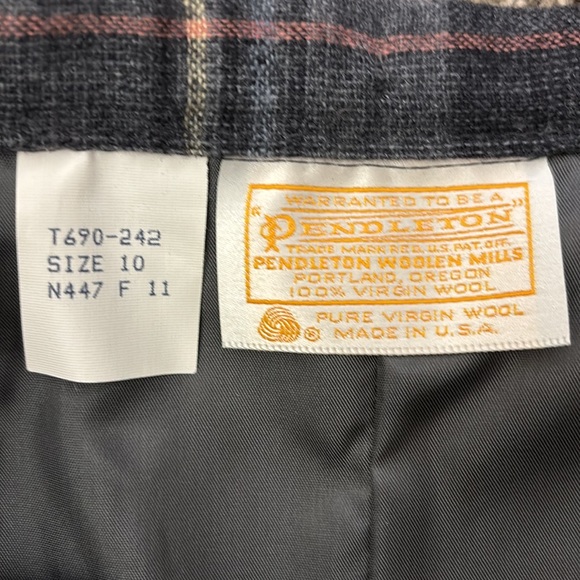 T690-242
SIZE 10
N447 F 11
WARRANTED TO BE A
"PENDLETON"
TRADE MARK REG. U.S. PAT. OFF.
PENDLETON WOOLEN MILLS
PORTLAND, OREGON
100% VIRGIN WOOL
® PURE VIRGIN WOOL
MADE IN U.S.A.